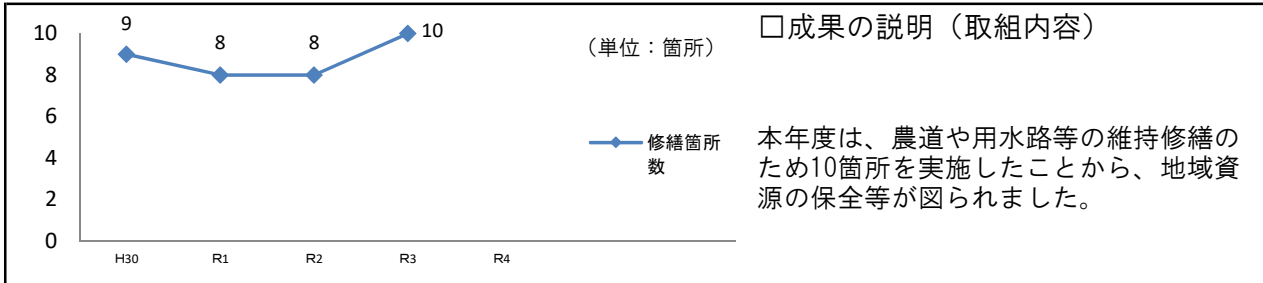 10
8
6
4
2
0
9
8
8
10
H30
R1
R2
R3
R4
（単位：箇所）
修繕箇所
数
□成果の説明（取組内容）
本年度は、農道や用水路等の維持修繕の
ため10箇所を実施したことから、地域資
源の保全等が図られました。